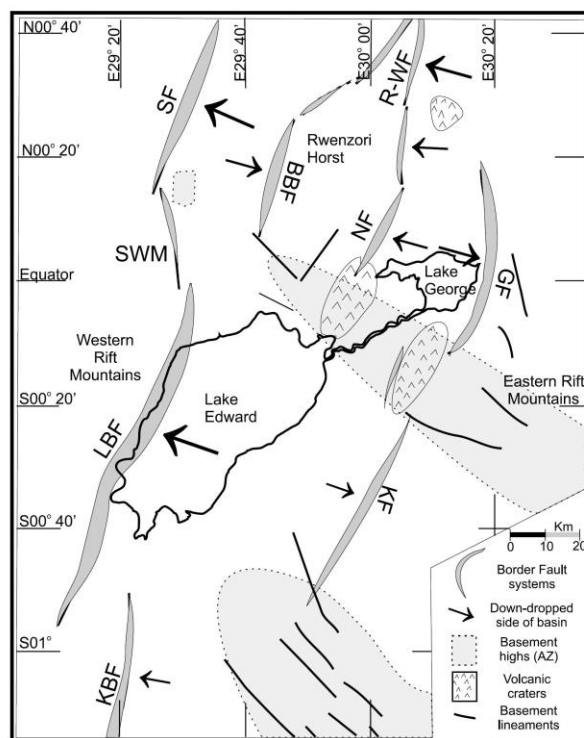 E29° 20'
E29° 40'
E30° 00'
E30° 20'
N00° 40'
N00° 20'
Equator
S00° 20'
S00° 40'
S01°
SF
R-WF
Rwenzori
Horst
BBF
NF
SWM
Lake
George
GF
Western
Rift
Mountains
Lake
Edward
Eastern Rift
Mountains
LBF
KF
KBF
Km
0 10 20
Border Fault
systems
Down-dropped
side of basin
Basement
highs (AZ)
Volcanic
craters
Basement
lineaments